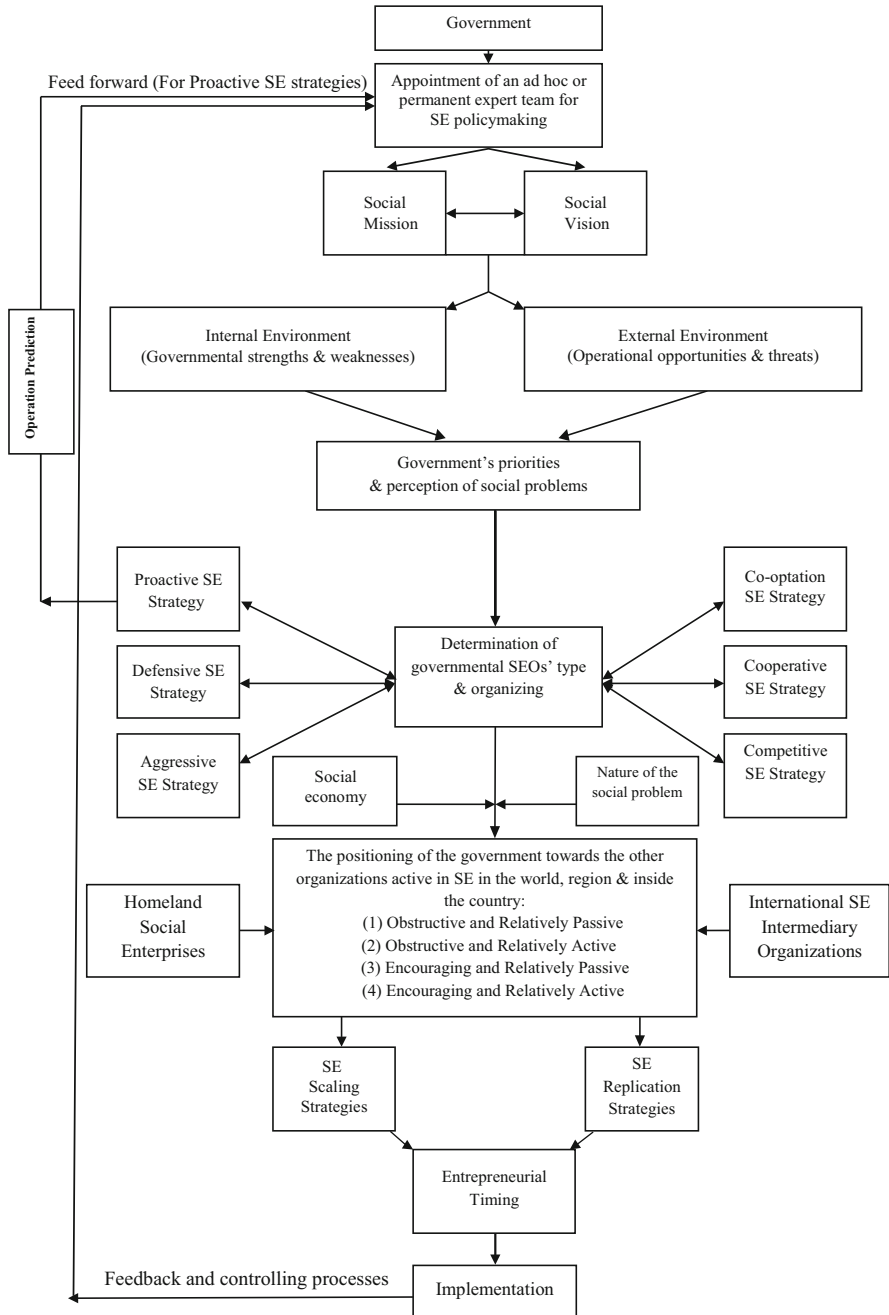 Government
Feed forward (For Proactive SE strategies)
Appointment of an ad hoc or
permanent expert team for
SE policymaking
Social
Mission
Social
Vision
Operation Prediction
Internal Environment
(Governmental strengths & weaknesses)
External Environment
(Operational opportunities & threats)
Government’s priorities
& perception of social problems
Proactive SE
Strategy
Co-optation
SE Strategy
Determination of
governmental SEOs’ type
& organizing
Defensive SE
Strategy
Cooperative
SE Strategy
Aggressive
SE Strategy
Competitive
SE Strategy
Social
economy
Nature of the
social problem
The positioning of the government towards the other
organizations active in SE in the world, region & inside
the country:
(1) Obstructive and Relatively Passive
(2) Obstructive and Relatively Active
(3) Encouraging and Relatively Passive
(4) Encouraging and Relatively Active
Homeland
Social
Enterprises
International SE
Intermediary
Organizations
SE
Scaling
Strategies
SE
Replication
Strategies
Entrepreneurial
Timing
Feedback and controlling processes
Implementation